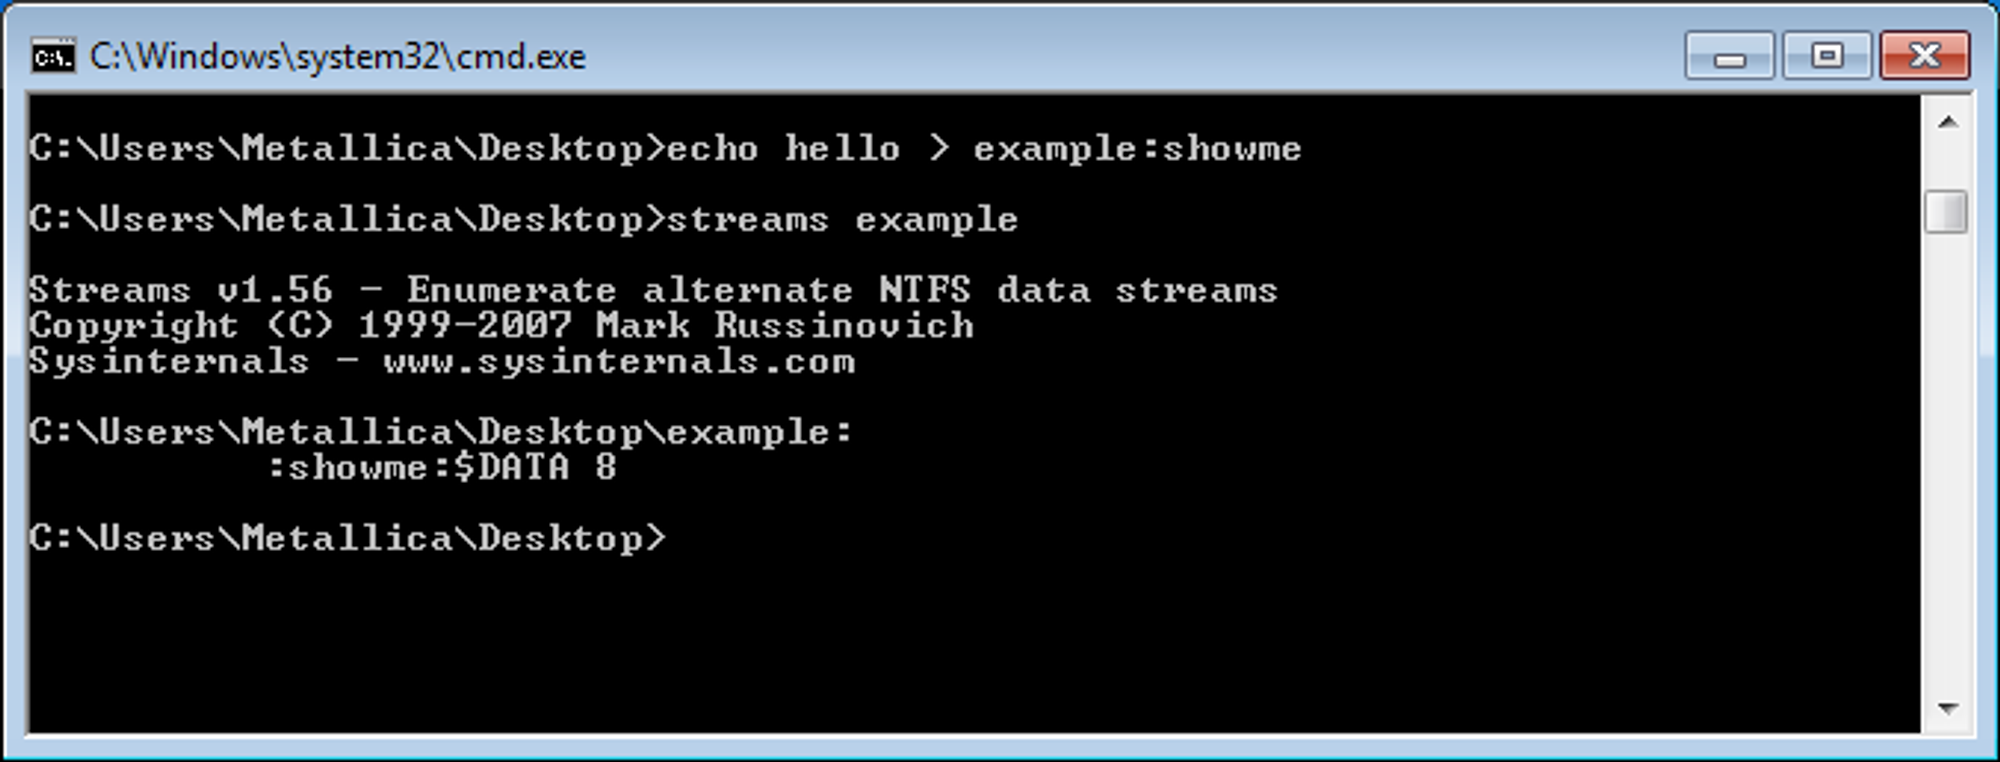 C:\Windows\system32\cmd.exe
C:\Users\Metallica\Desktop>echo hello > example:showme
C:\Users\Metallica\Desktop>streams example
Streams v1.56 - Enumerate alternate NTFS data streams
Copyright (C) 1999-2007 Mark Russinovich
Sysinternals - www.sysinternals.com
C:\Users\Metallica\Desktop\example:
:showme:$DATA 8
C:\Users\Metallica\Desktop>